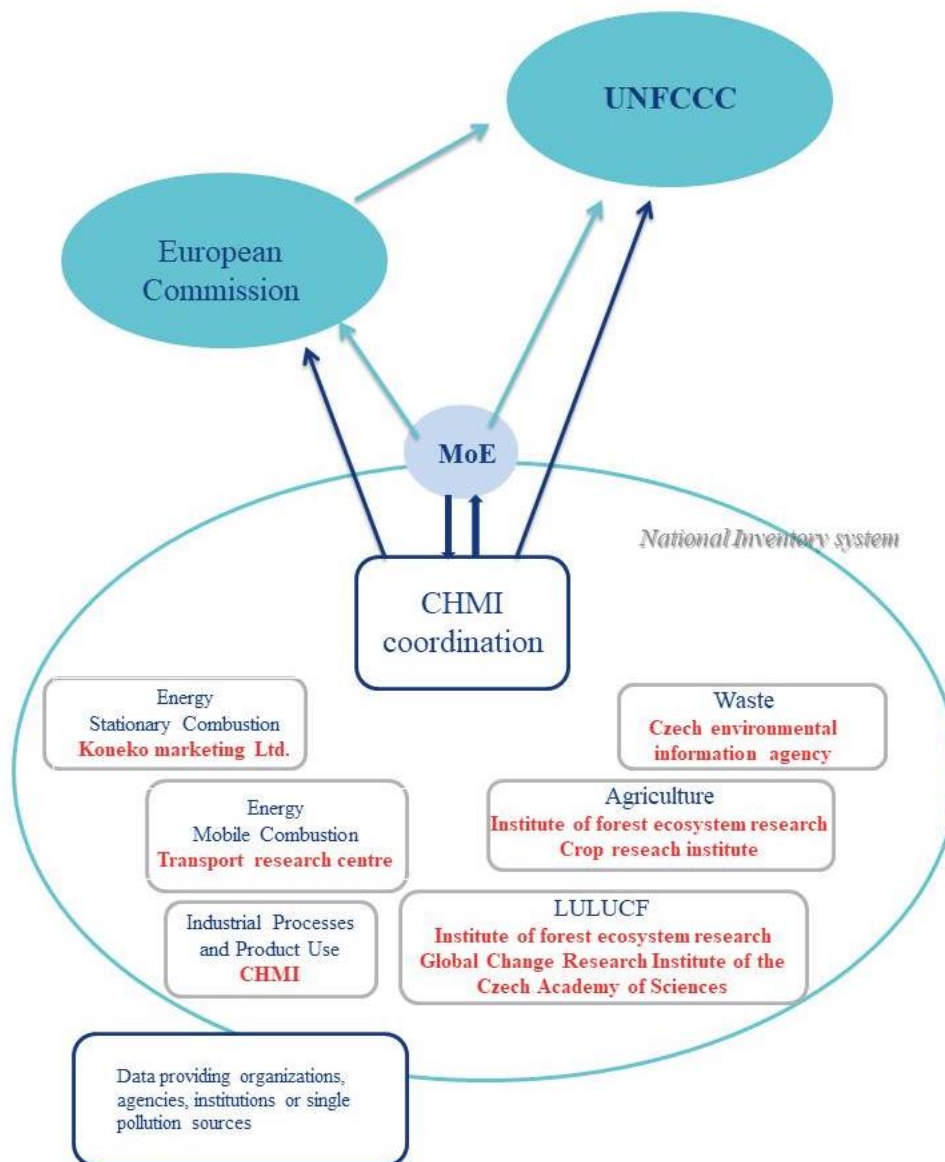 UNFCCC
European
Commission
MoE
National Inventory system
CHMI
coordination
Energy
Stationary Combustion
Koneko marketing Ltd.
Waste
Czech environmental
information agency
Energy
Mobile Combustion
Transport research centre
Agriculture
Institute of forest ecosystem research
Crop reseach institute
Industrial Processes
and Product Use
CHMI
LULUCF
Institute of forest ecosystem research
Global Change Research Institute of the
Czech Academy of Sciences
Data providing organizations,
agencies, institutions or single
pollution sources